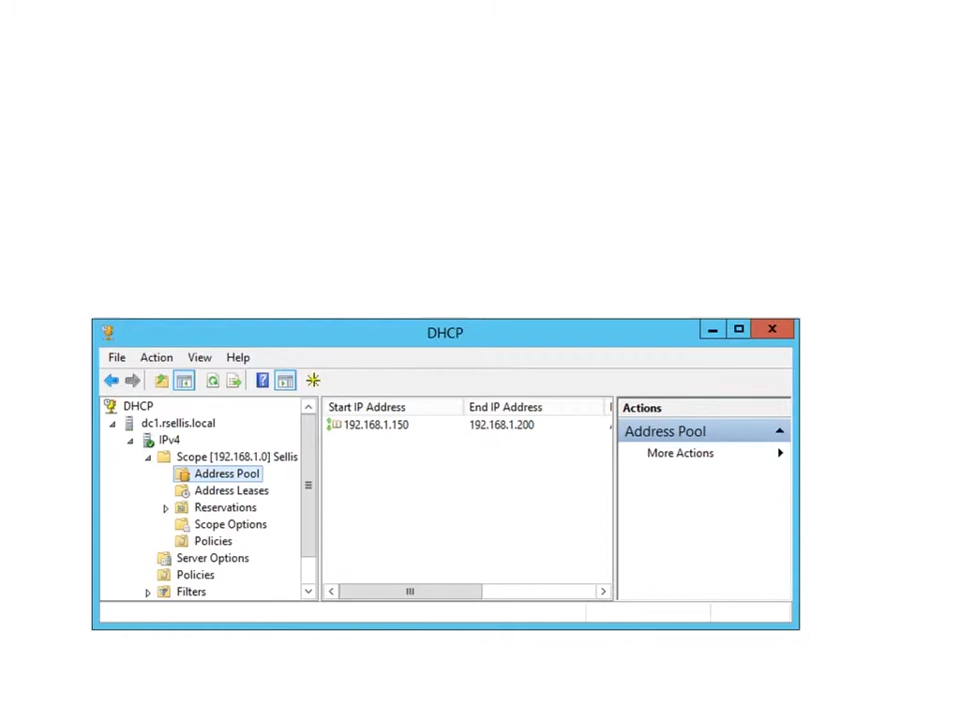 DHCP
File Action View Help
DHCP
dc1.rsellis.local
IPv4
Scope [192.168.1.0] Sellis
Address Pool
Address Leases
Reservations
Scope Options
Policies
Server Options
Policies
Filters
Start IP Address End IP Address
192.168.1.150 192.168.1.200
Actions
Address Pool
More Actions